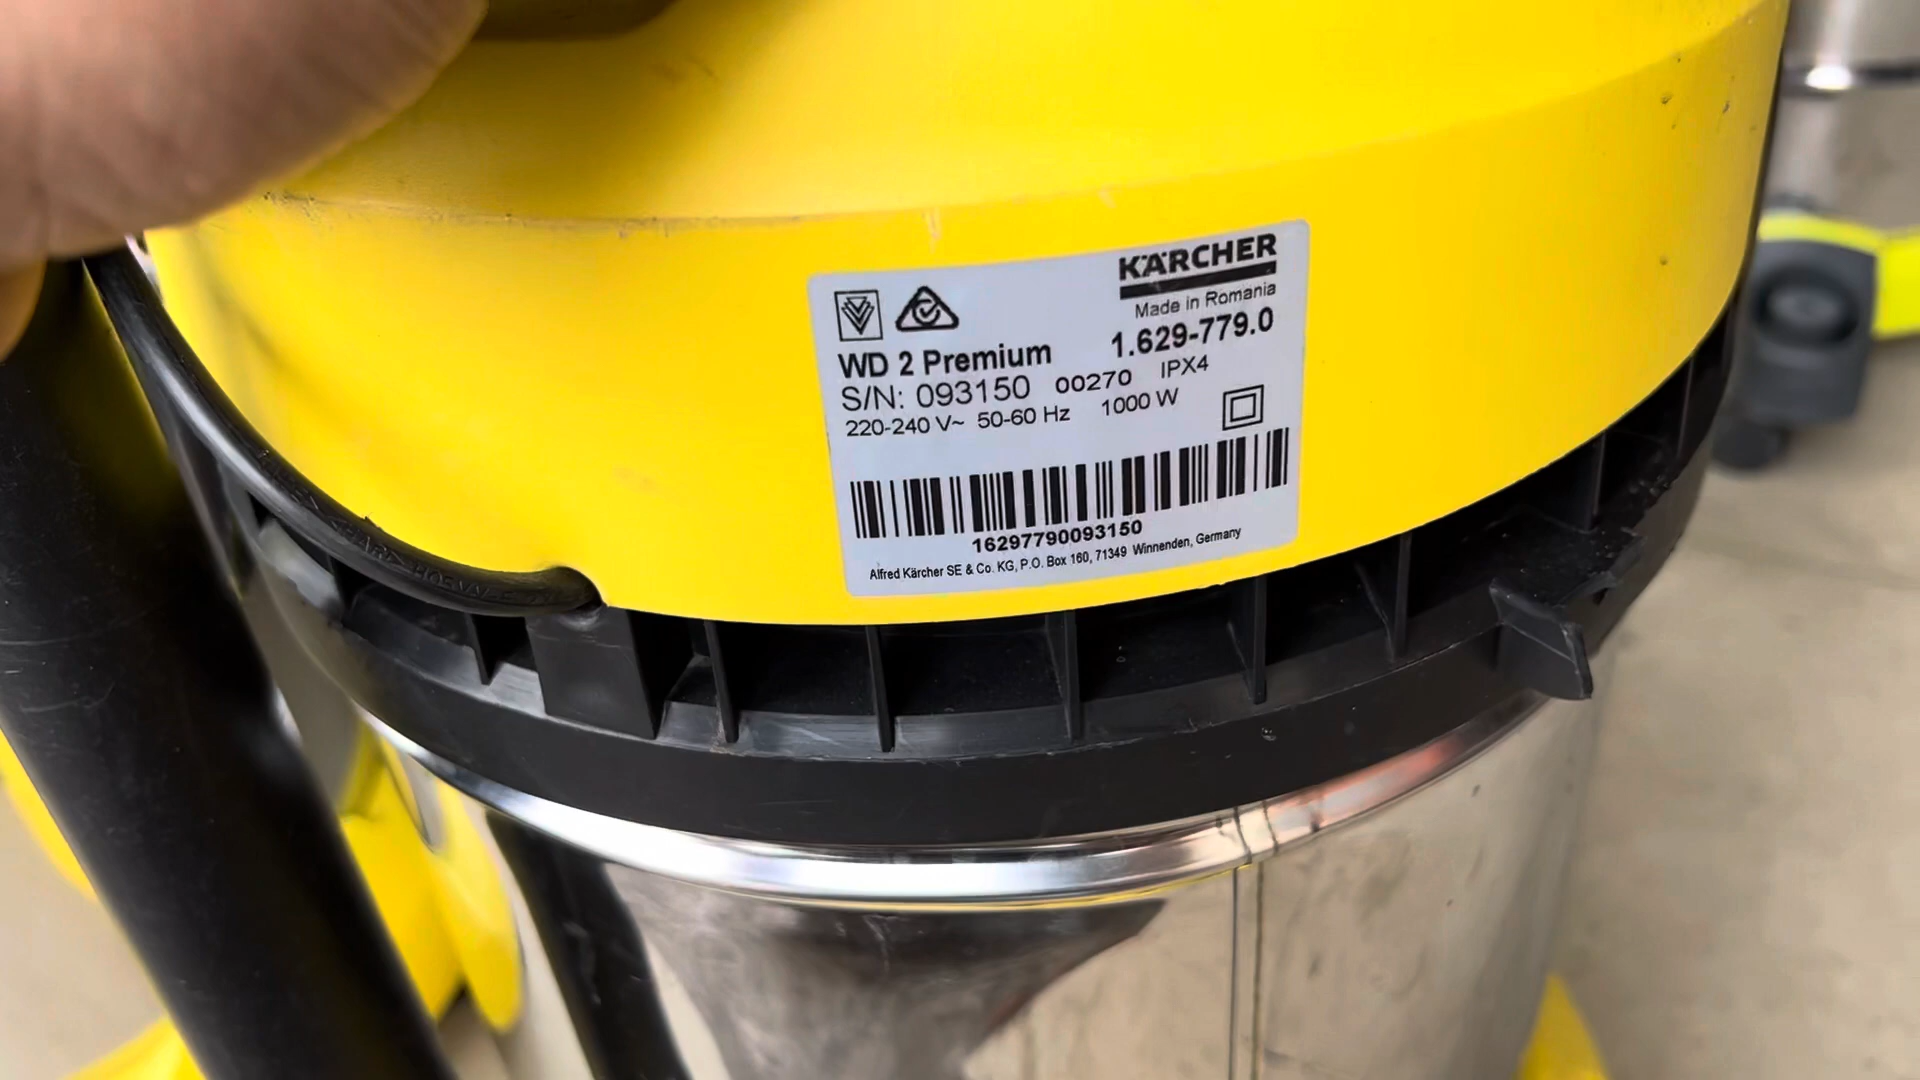 KÄRCHER
Made in Romania
WD 2 Premium 1.629-779.0
S/N: 093150 00270 IPX4
220-240 V~ 50-60 Hz 1000 W
16297790093150
Alfred Kärcher SE & Co. KG, P.O. Box 160, 71349 Winnenden, Germany